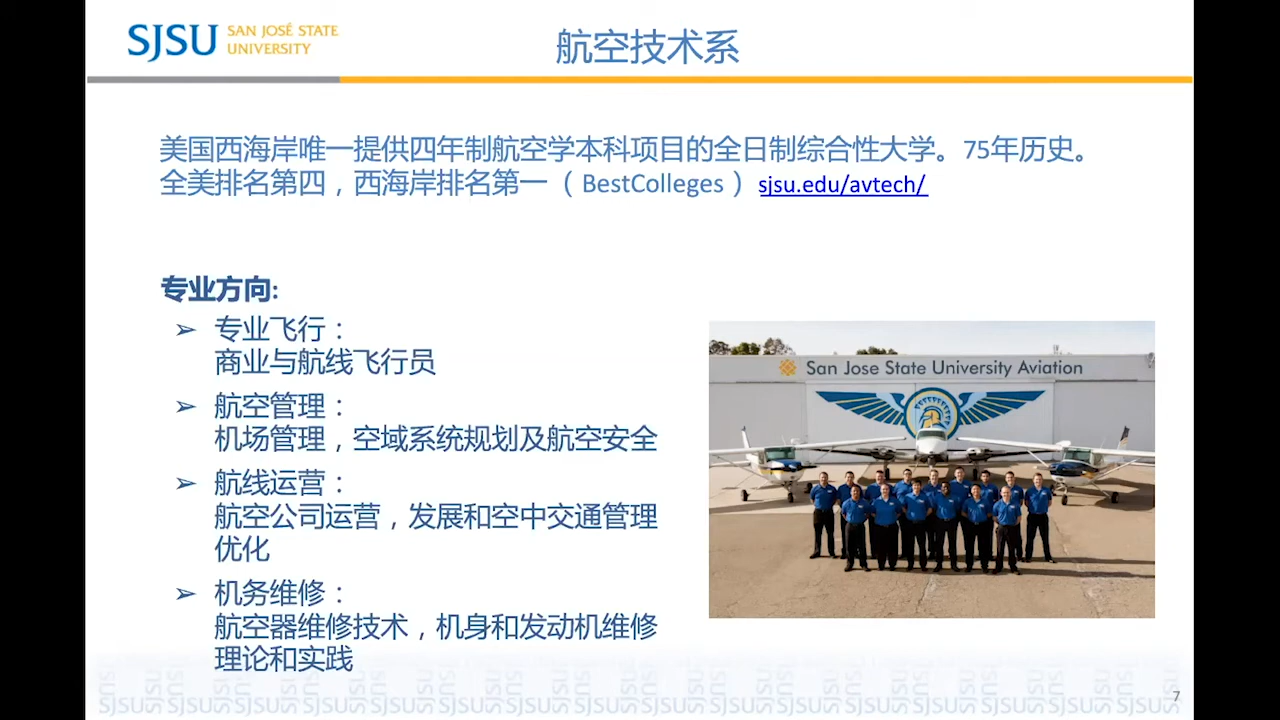 SJSU SAN JOSÉ STATE
UNIVERSITY
航空技术系
美国西海岸唯一提供四年制航空学本科项目的全日制综合性大学。75年历史。
全美排名第四，西海岸排名第一（BestColleges） sjsu.edu/avtech/
专业方向:
➢ 专业飞行：
商业与航线飞行员
➢ 航空管理：
机场管理，空域系统规划及航空安全
➢ 航线运营：
航空公司运营，发展和空中交通管理
优化
➢ 机务维修：
航空器维修技术，机身和发动机维修
理论和实践
San Jose State University Aviation
7